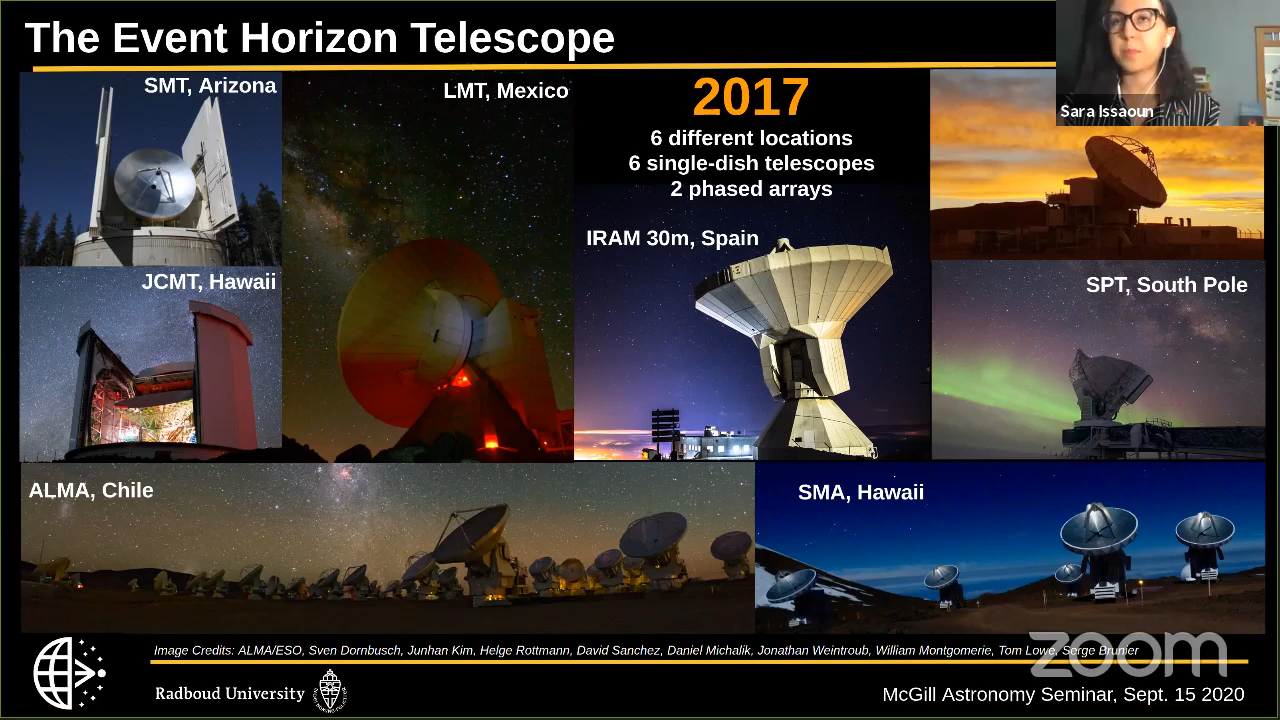 The Event Horizon Telescope
Sara Issaoun
SMT, Arizona
LMT, Mexico
2017
6 different locations
6 single-dish telescopes
2 phased arrays
IRAM 30m, Spain
JCMT, Hawaii
SPT, South Pole
ALMA, Chile
SMA, Hawaii
Image Credits: ALMA/ESO, Sven Dornbusch, Junhan Kim, Helge Rottmann, David Sanchez, Daniel Michalik, Jonathan Weintroub, William Montgomerie, Tom Lowe, Serge Brunier
zoom
Radboud University
McGill Astronomy Seminar, Sept. 15 2020